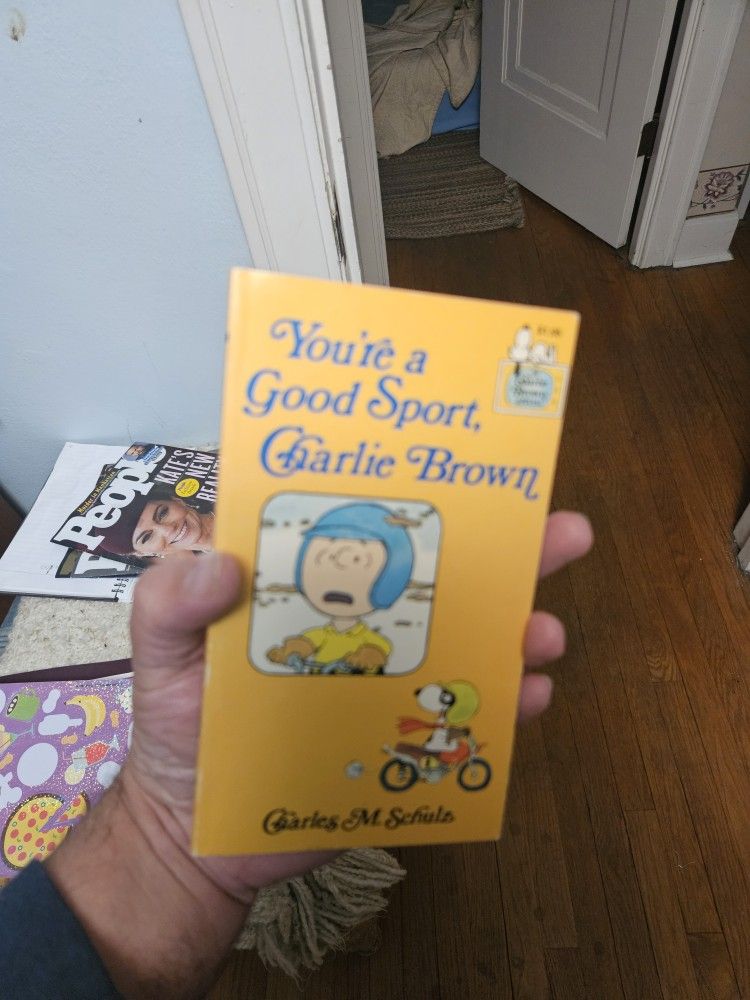 You're a
Good Sport,
Charlie Brown
Charles M. Schulz
People
KATE'S
NEW